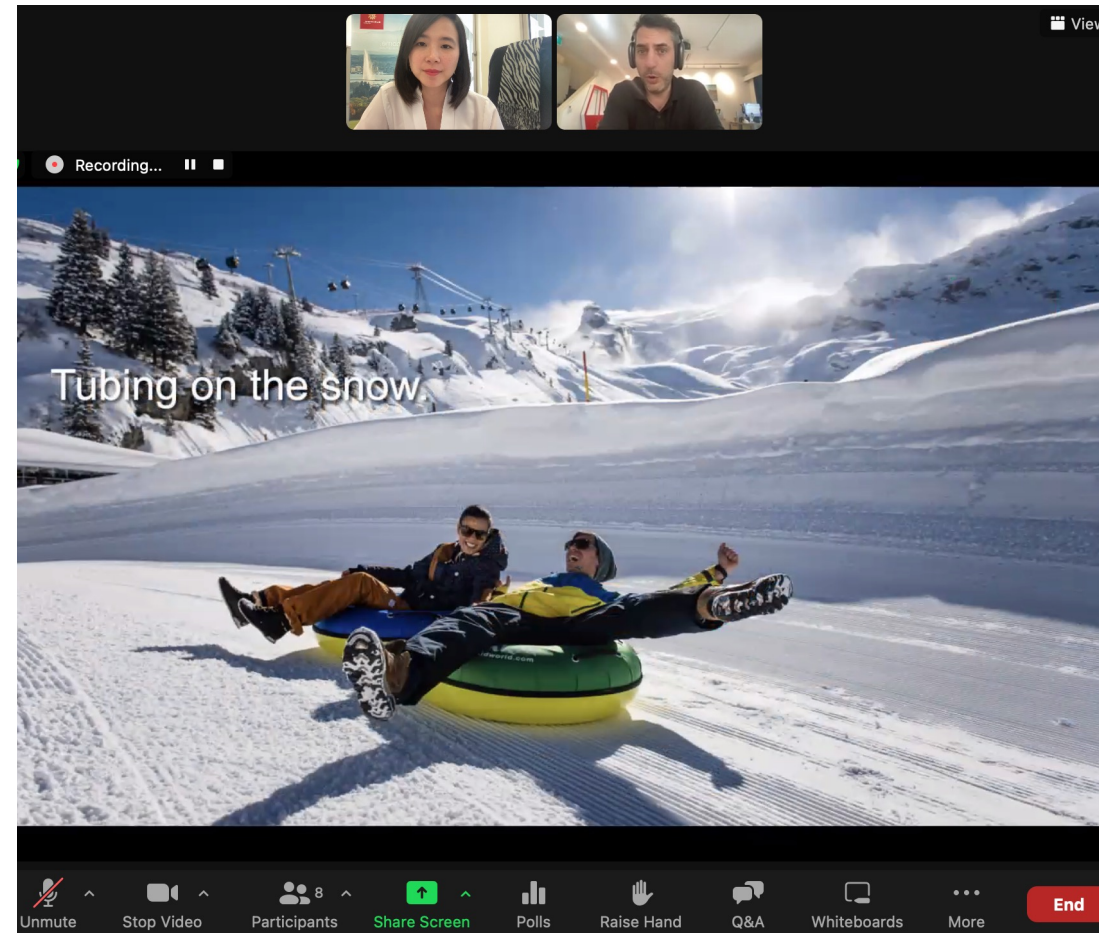 View
Recording...
Tubing on the snow.
8
Unmute
Stop Video
Participants
Share Screen
Polls
Raise Hand
Q&A
Whiteboards
More
End